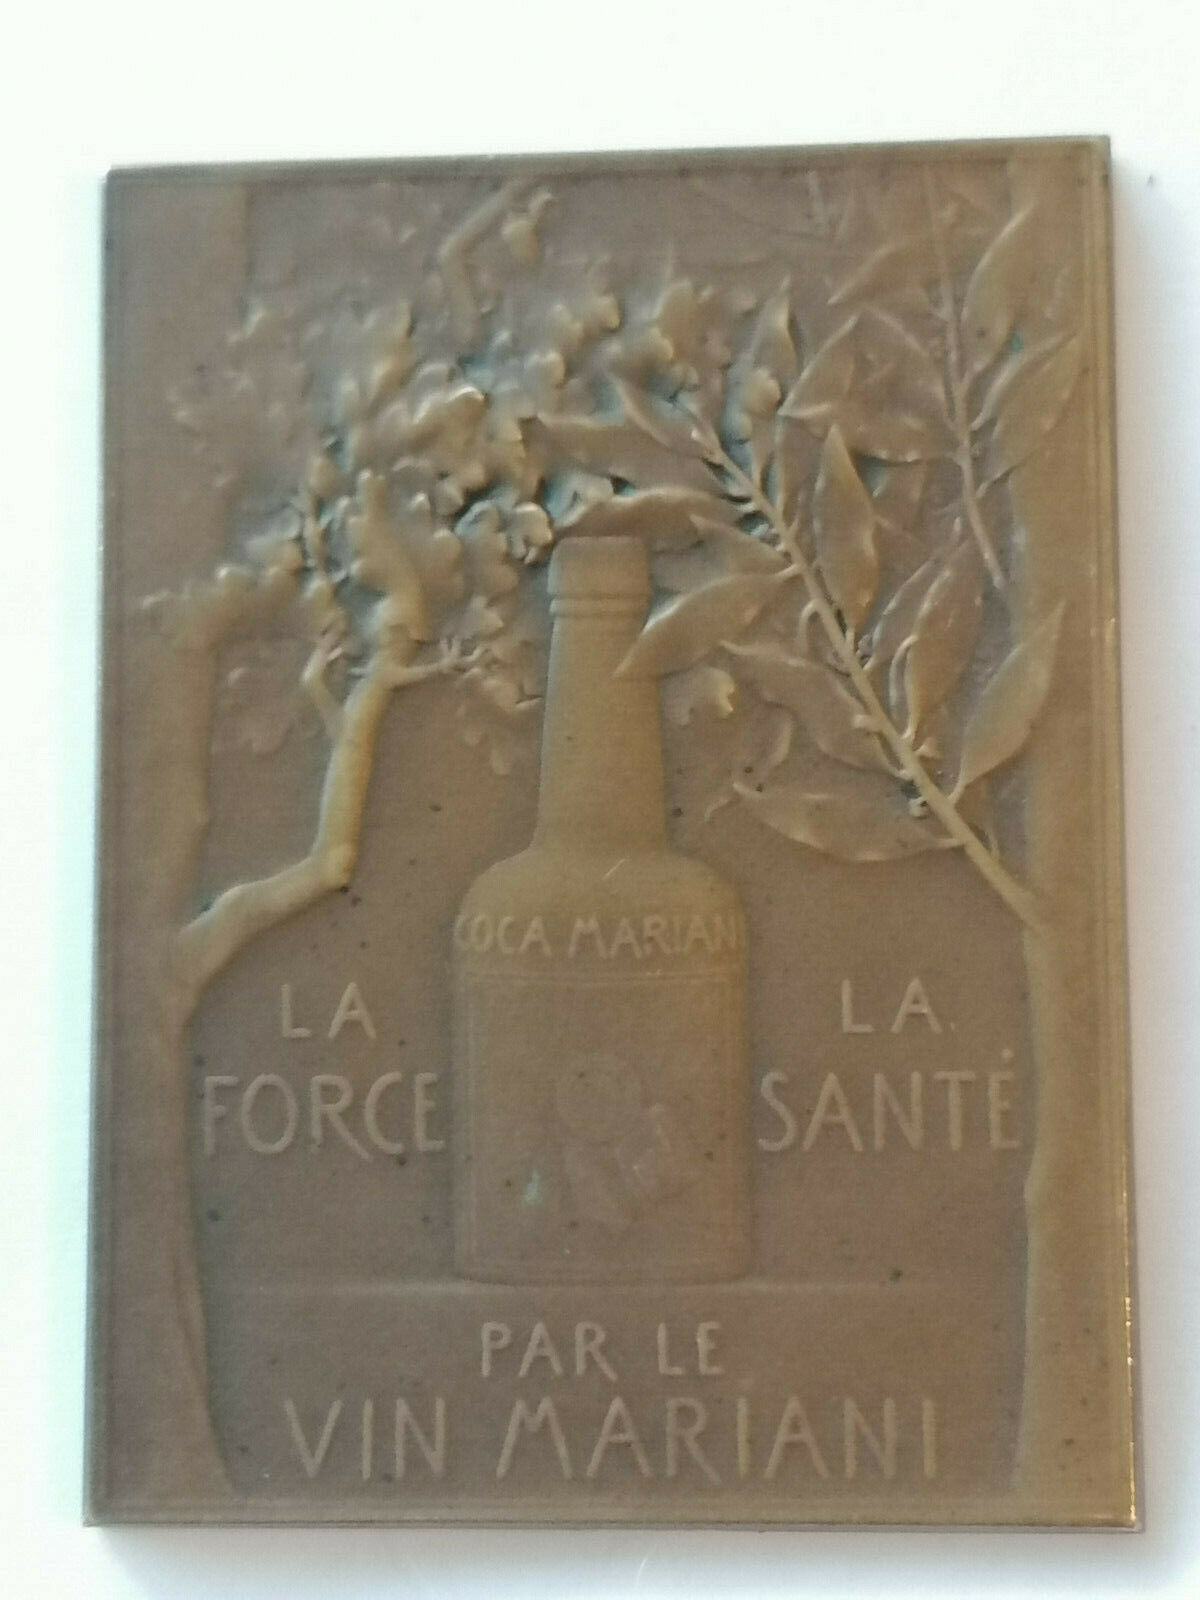 COCA MARIANI
LA
FORCE
LA
SANTÉ
PAR LE
VIN MARIANI